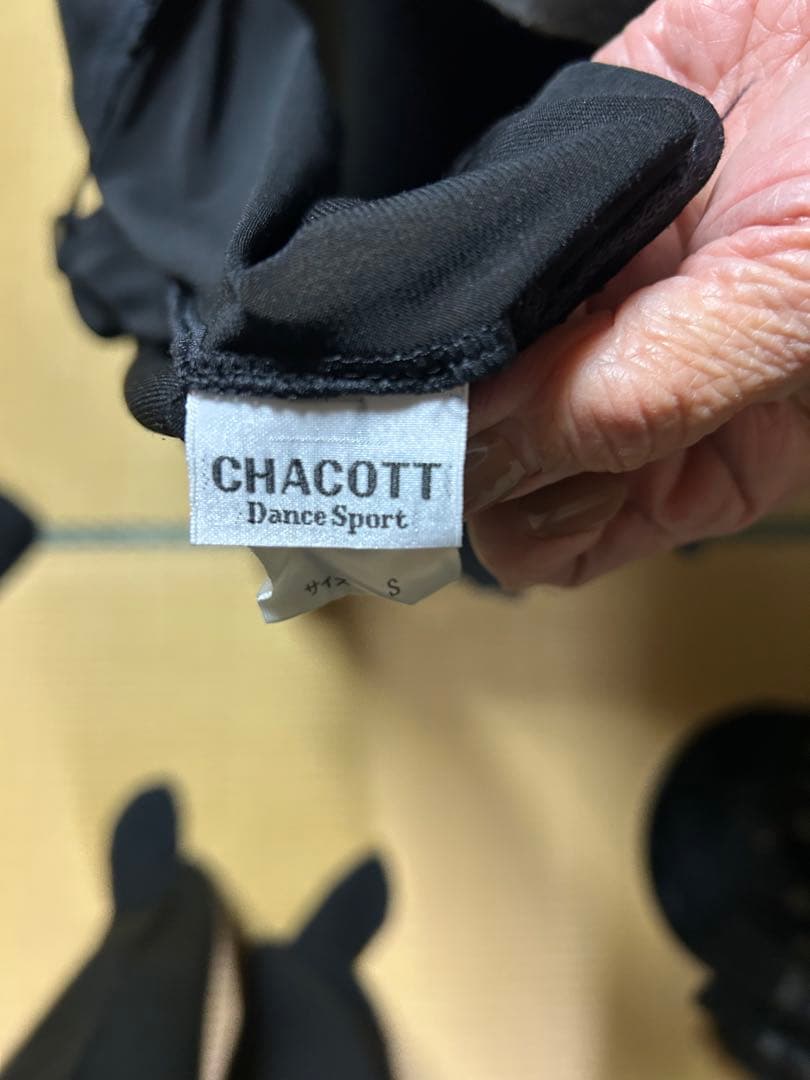 CHACOTT
Dance Sport
サイズ S